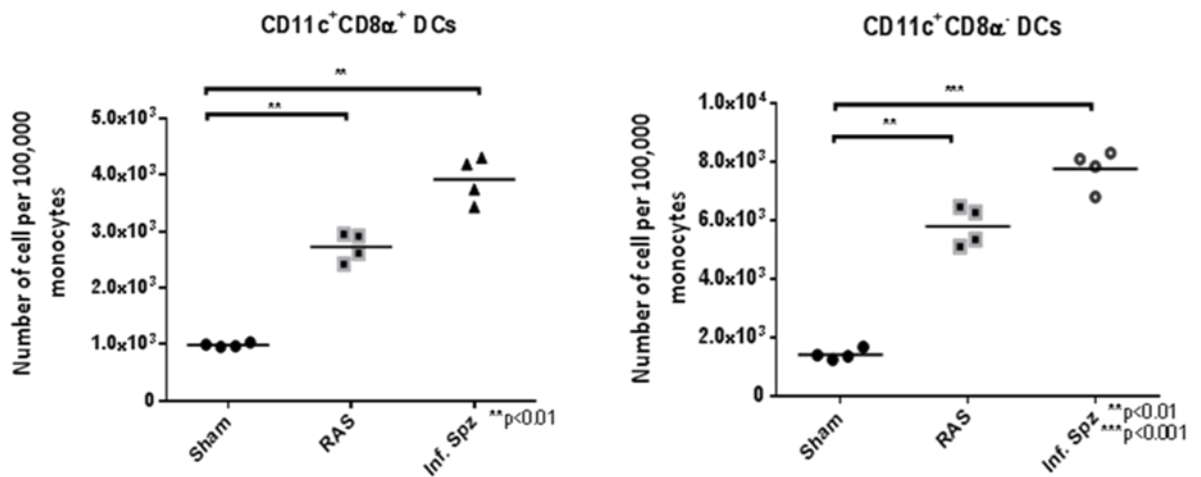 CD11c⁺CD8α⁺ DCs
**
**
Number of cell per 100,000
monocytes
5.0x10³
4.0x10³
3.0x10³
2.0x10³
1.0x10³
0
Sham
RAS
Inf. Spz
**p<0.01
CD11c⁺CD8α⁻ DCs
***
**
Number of cell per 100,000
monocytes
1.0x10⁴
8.0x10³
6.0x10³
4.0x10³
2.0x10³
0
Sham
RAS
Inf. Spz
**p<0.01
***p<0.001